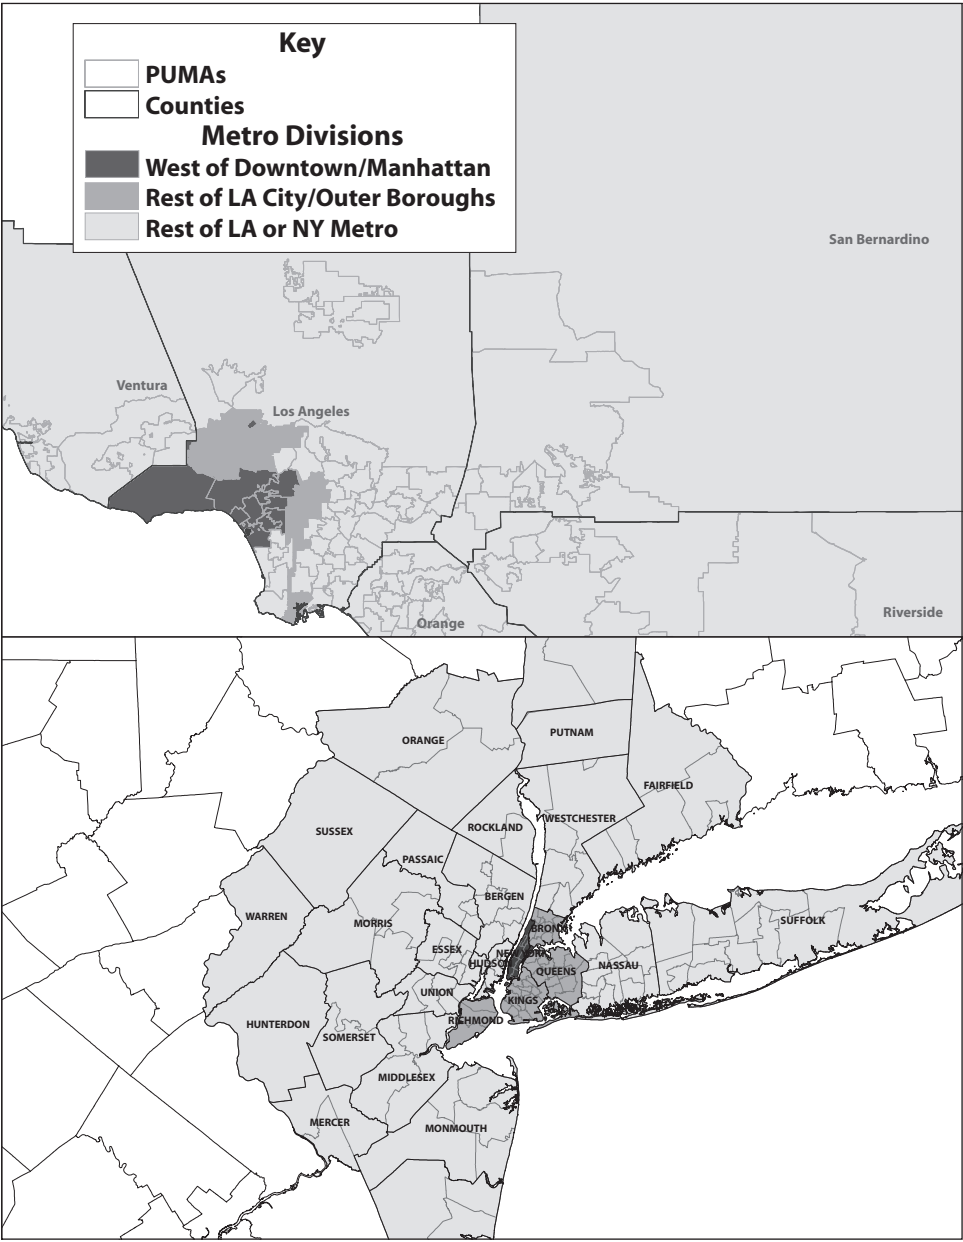 Key
PUMAs
Counties
Metro Divisions
West of Downtown/Manhattan
Rest of LA City/Outer Boroughs
Rest of LA or NY Metro
San Bernardino
Ventura
Los Angeles
Riverside
Orange
ORANGE
PUTNAM
FAIRFIELD
WESTCHESTER
ROCKLAND
SUSSEX
PASSAIC
BERGEN
WARREN
MORRIS
BRONX
SUFFOLK
ESSEX
NEW YORK
HUDSON
QUEENS
NASSAU
UNION
KINGS
RICHMOND
HUNTERDON
SOMERSET
MIDDLESEX
MERCER
MONMOUTH